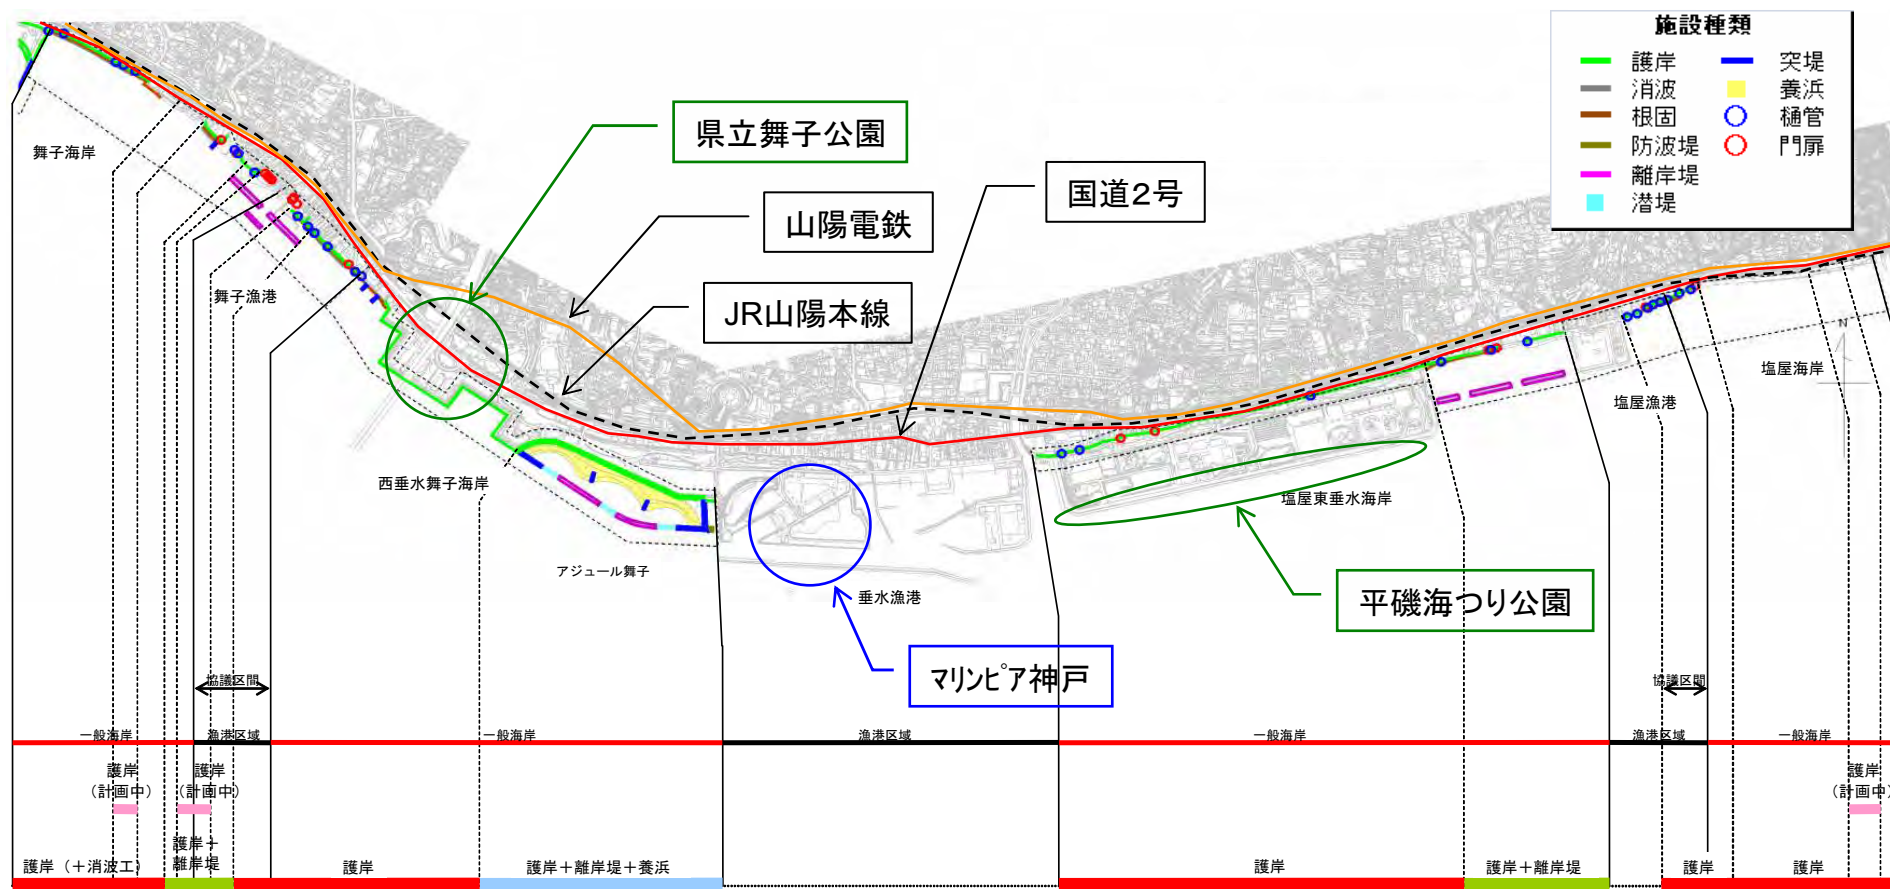 施設種類
護岸
突堤
消波
養浜
根固
樋管
防波堤
門扉
離岸堤
潜堤
県立舞子公園
山陽電鉄
国道2号
JR山陽本線
舞子海岸
舞子漁港
西垂水舞子海岸
アジュール舞子
垂水漁港
マリンピア神戸
塩屋東垂水海岸
平磯海つり公園
塩屋漁港
塩屋海岸
N
協議区間
協議区間
一般海岸
漁港区域
一般海岸
漁港区域
一般海岸
漁港区域
一般海岸
護岸
(計画中)
護岸
(計画中)
護岸
(計画中)
護岸(+消波工)
護岸+
離岸堤
護岸
護岸+離岸堤+養浜
護岸
護岸+離岸堤
護岸
護岸